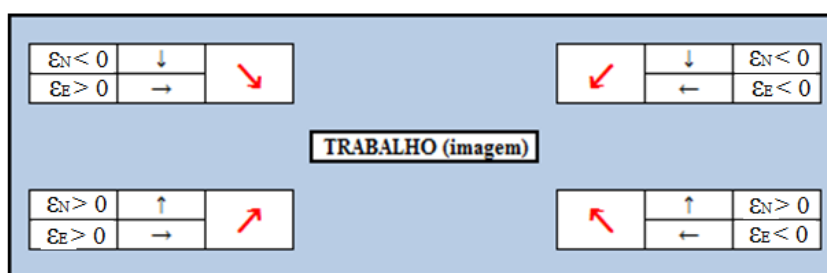 εN < 0 ↓ ↘ ↙ ↓ εN < 0
εE > 0 → ← εE < 0
TRABALHO (imagem)
εN > 0 ↑ ↗ ↖ ↑ εN > 0
εE > 0 → ← εE < 0